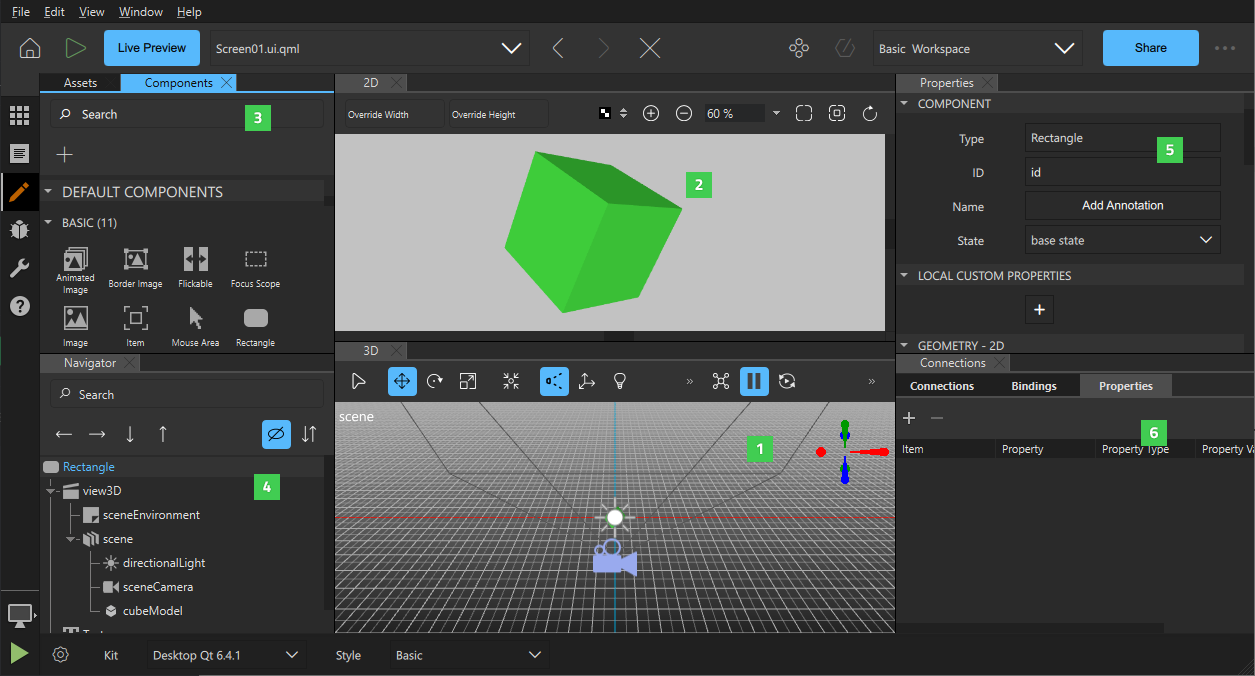 File Edit View Window Help
Live Preview Screen01.ui.qml Basic Workspace Share
Assets Components
Search
3
DEFAULT COMPONENTS
BASIC (11)
Animated Image
Border Image
Flickable
Focus Scope
Image
Item
Mouse Area
Rectangle
Navigator
Search
Rectangle
4
view3D
sceneEnvironment
scene
directionalLight
sceneCamera
cubeModel
2D
Override Width Override Height 60 %
2
3D
» »
scene
1
Properties
COMPONENT
Type Rectangle
5
ID id
Name Add Annotation
State base state
LOCAL CUSTOM PROPERTIES
+
GEOMETRY - 2D
Connections
Connections Bindings Properties
6
Item Property Property Type Property Va
Kit Desktop Qt 6.4.1 Style Basic